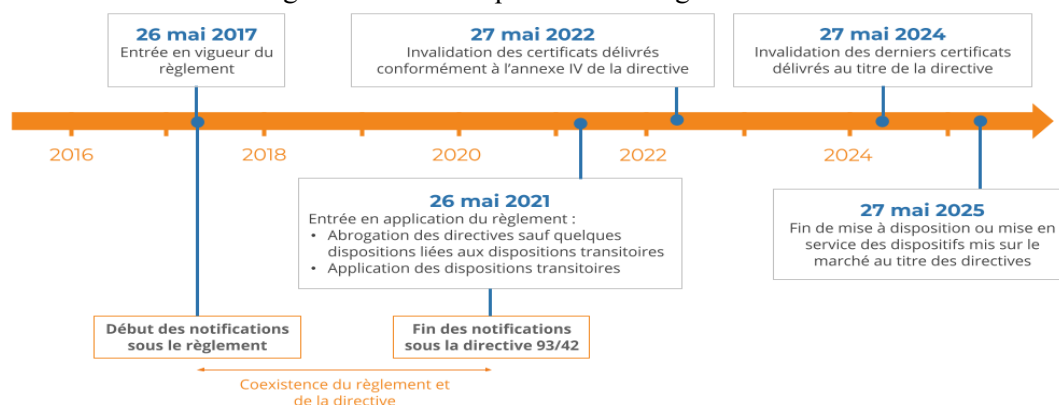 26 mai 2017
Entrée en vigueur du
règlement
27 mai 2022
Invalidation des certificats délivrés
conformément à l’annexe IV de la directive
27 mai 2024
Invalidation des derniers certificats
délivrés au titre de la directive
2016
2018
2020
2022
2024
26 mai 2021
Entrée en application du règlement :
• Abrogation des directives sauf quelques
dispositions liées aux dispositions transitoires
• Application des dispositions transitoires
27 mai 2025
Fin de mise à disposition ou mise en
service des dispositifs mis sur le
marché au titre des directives
Début des notifications
sous le règlement
Fin des notifications
sous la directive 93/42
Coexistence du règlement et
de la directive